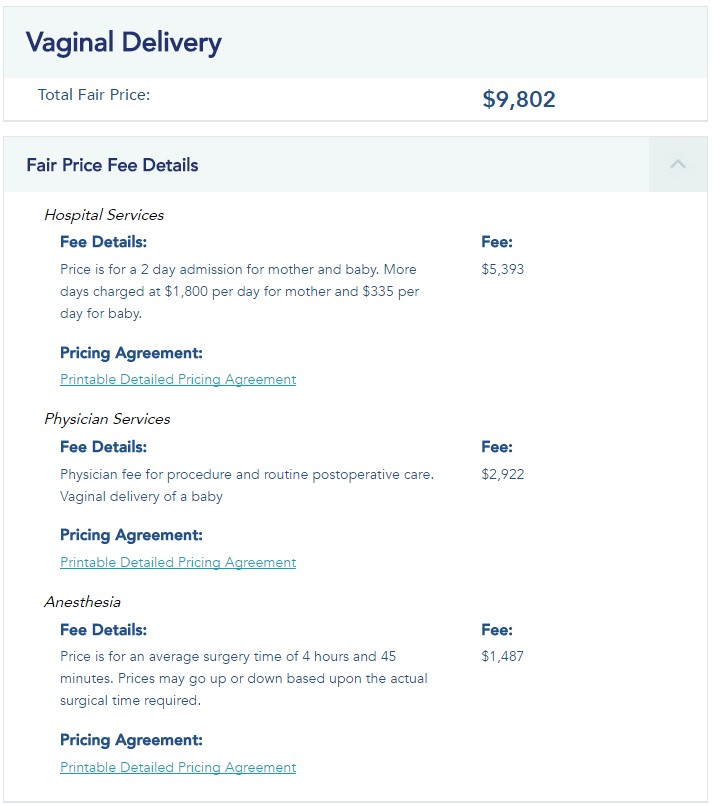 Vaginal Delivery
Total Fair Price:
$9,802
Fair Price Fee Details
Hospital Services
Fee Details:
Fee:
Price is for a 2 day admission for mother and baby. More
$5,393
days charged at $1,800 per day for mother and $335 per
day for baby.
Pricing Agreement:
Printable Detailed Pricing Agreement
Physician Services
Fee Details:
Fee:
Physician fee for procedure and routine postoperative care.
$2,922
Vaginal delivery of a baby
Pricing Agreement:
Printable Detailed Pricing Agreement
Anesthesia
Fee Details:
Fee:
Price is for an average surgery time of 4 hours and 45
$1,487
minutes. Prices may go up or down based upon the actual
surgical time required.
Pricing Agreement:
Printable Detailed Pricing Agreement